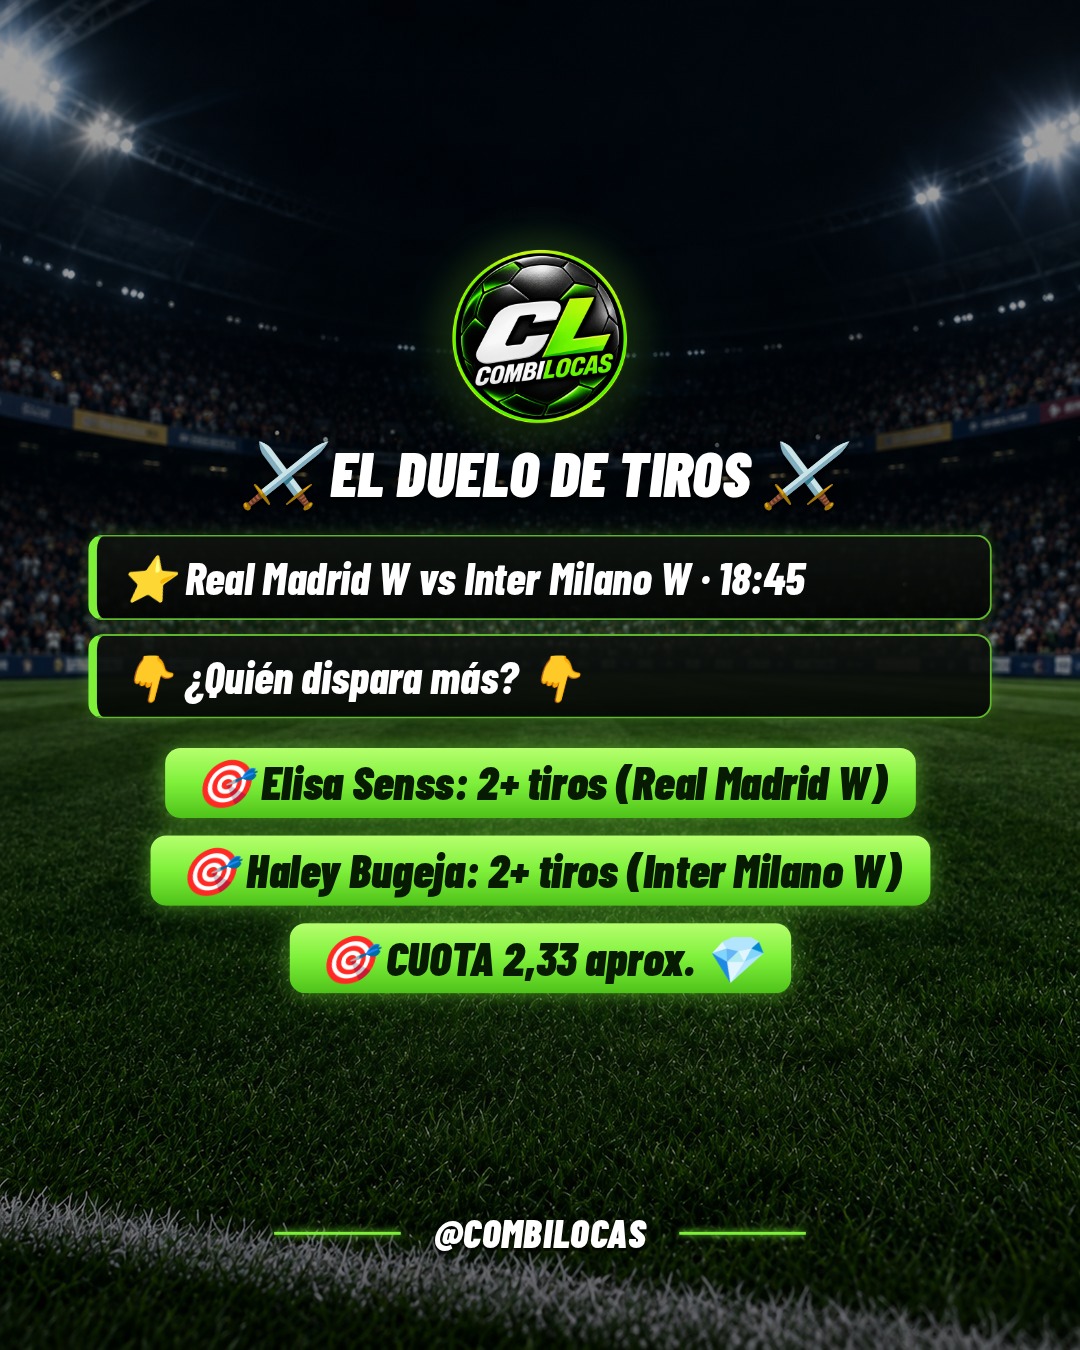 CL
COMBILOCAS
⚔️ EL DUELO DE TIROS ⚔️
⭐ Real Madrid W vs Inter Milano W · 18:45
👇 ¿Quién dispara más? 👇
🎯 Elisa Senss: 2+ tiros (Real Madrid W)
🎯 Haley Bugeja: 2+ tiros (Inter Milano W)
🎯 CUOTA 2,33 aprox. 💎
@COMBILOCAS